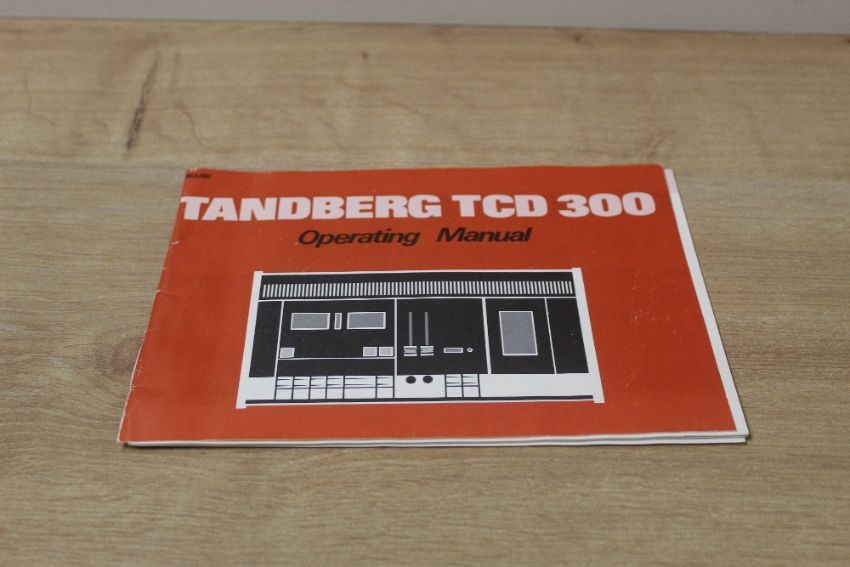 TANDBERG TCD 300
Operating Manual